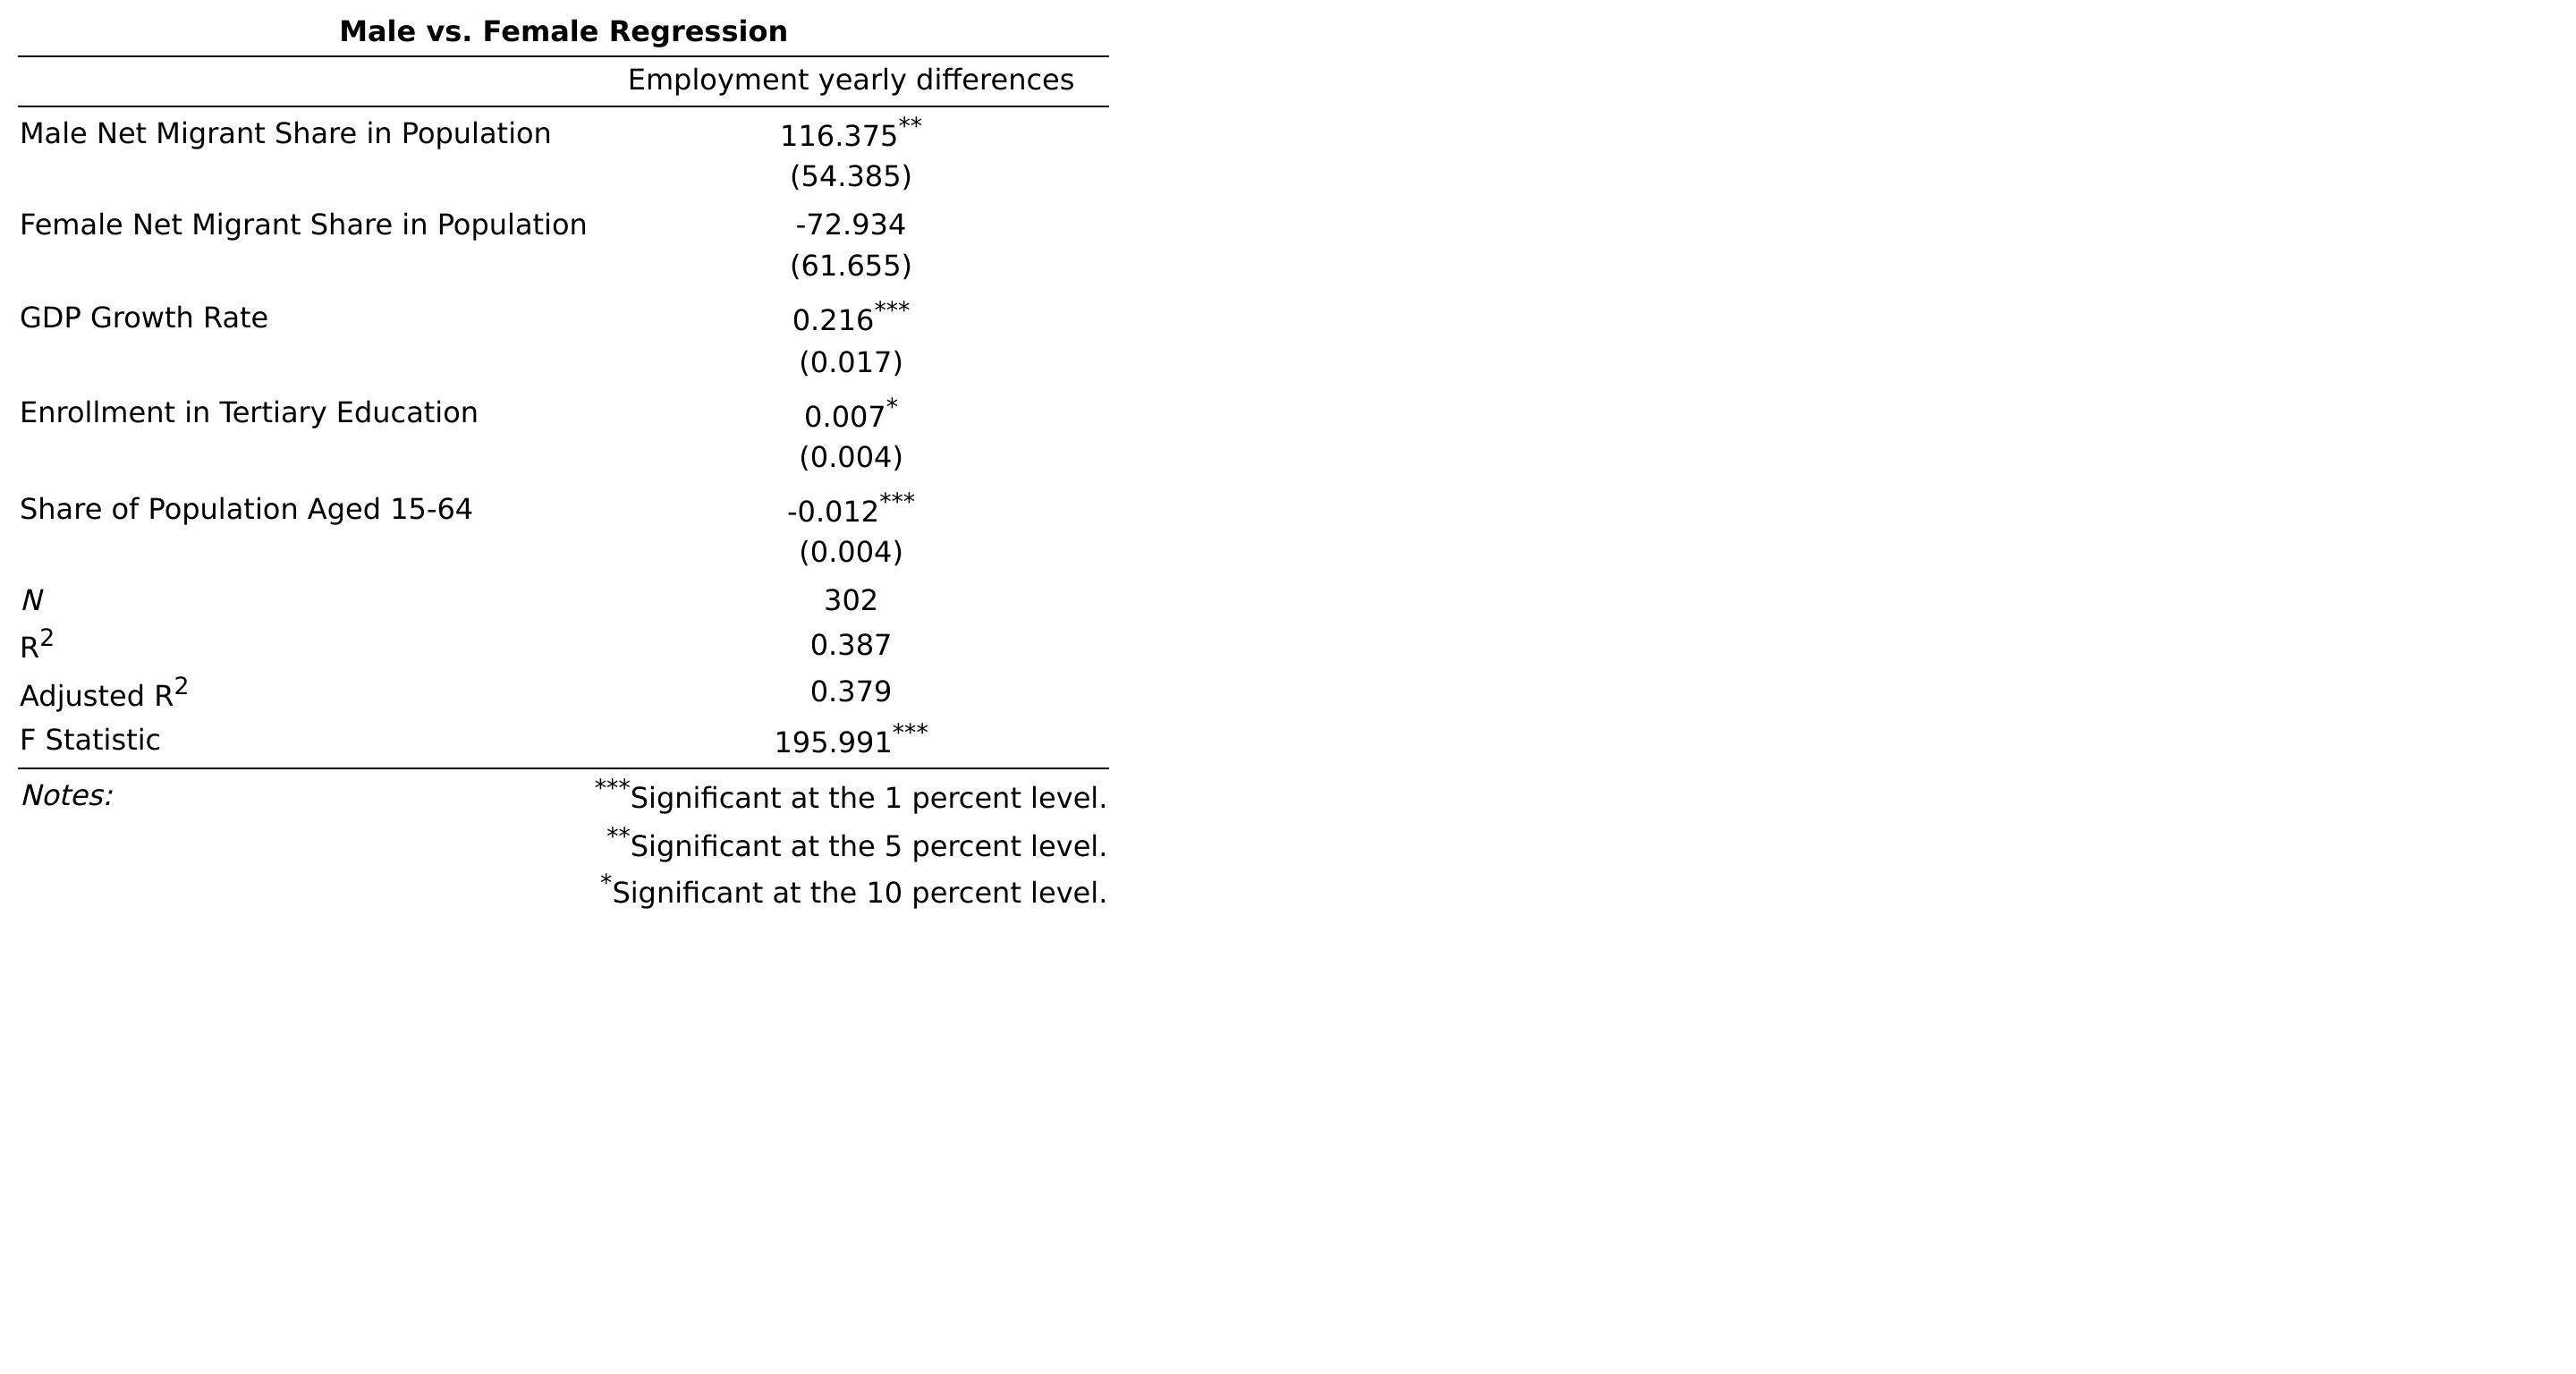 Male vs. Female Regression
Employment yearly differences
Male Net Migrant Share in Population 116.375**
(54.385)
Female Net Migrant Share in Population -72.934
(61.655)
GDP Growth Rate 0.216***
(0.017)
Enrollment in Tertiary Education 0.007*
(0.004)
Share of Population Aged 15-64 -0.012***
(0.004)
N 302
R2 0.387
Adjusted R2 0.379
F Statistic 195.991***
Notes: ***Significant at the 1 percent level.
**Significant at the 5 percent level.
*Significant at the 10 percent level.